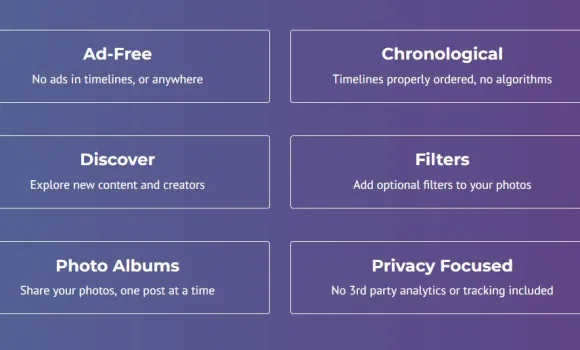 Ad-Free
No ads in timelines, or anywhere
Chronological
Timelines properly ordered, no algorithms
Discover
Explore new content and creators
Filters
Add optional filters to your photos
Photo Albums
Share your photos, one post at a time
Privacy Focused
No 3rd party analytics or tracking included